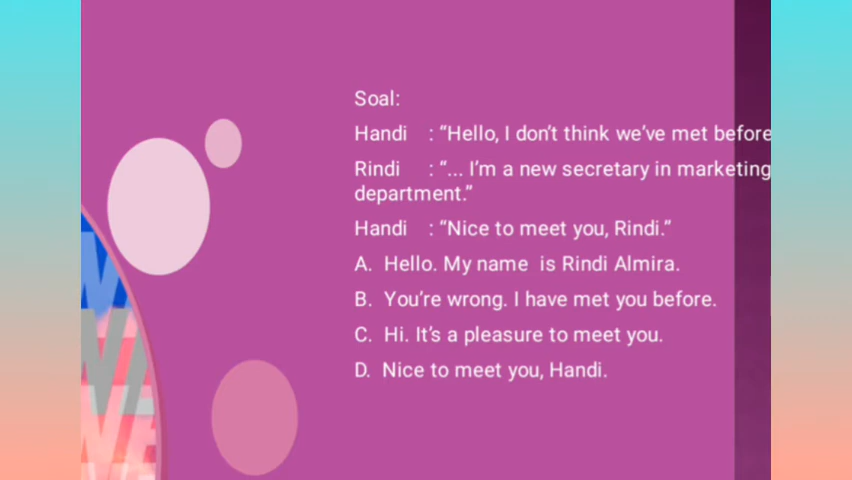 Soal:
Handi : “Hello, I don’t think we’ve met before
Rindi : “... I’m a new secretary in marketing
department.”
Handi : “Nice to meet you, Rindi.“
A. Hello. My name is Rindi Almira.
B. You’re wrong. I have met you before.
C. Hi. It’s a pleasure to meet you.
D. Nice to meet you, Handi.